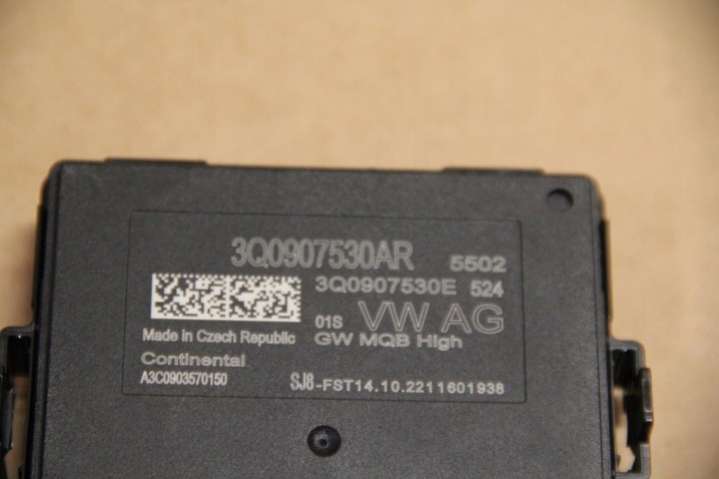 3Q0907530AR 5502
3Q0907530E 524
01S VW AG
Made in Czech Republic GW MQB High
Continental
A3C0903570150 SJ6-FST14.10.2211601938